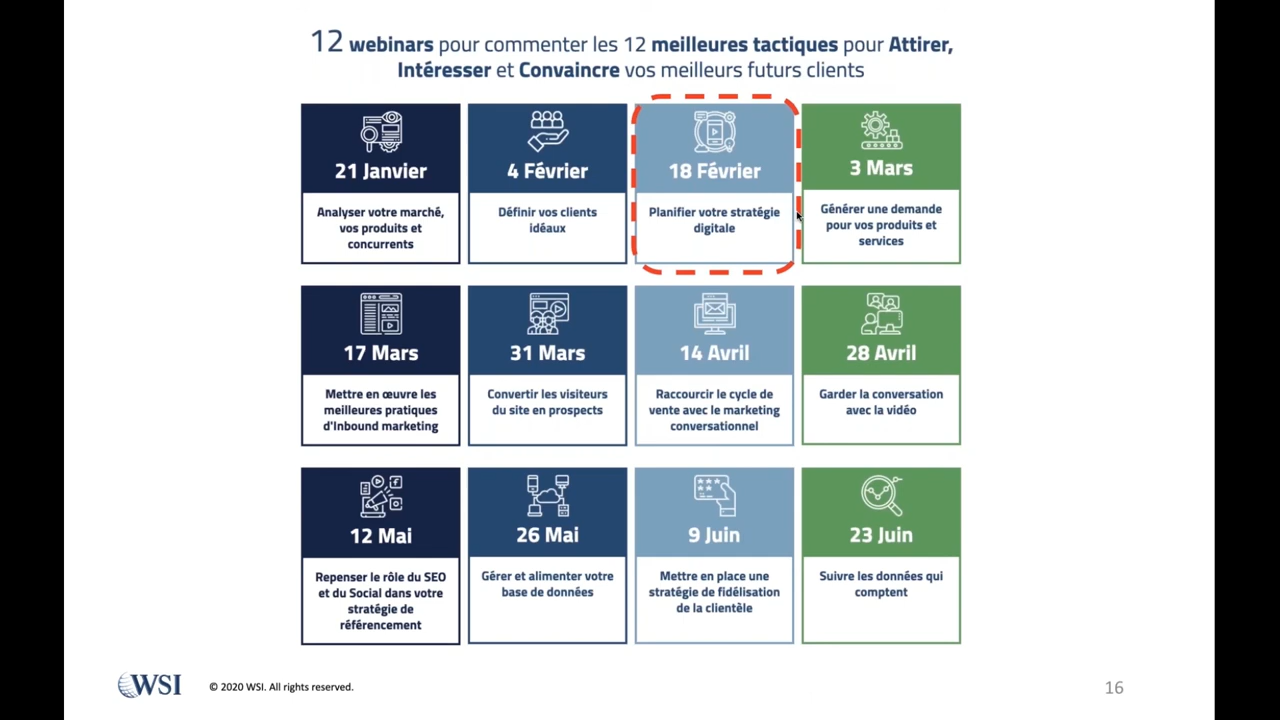 12 webinars pour commenter les 12 meilleures tactiques pour Attirer,
Intéresser et Convaincre vos meilleurs futurs clients
21 Janvier
Analyser votre marché,
vos produits et
concurrents
4 Février
Définir vos clients
idéaux
18 Février
Planifier votre stratégie
digitale
3 Mars
Générer une demande
pour vos produits et
services
17 Mars
Mettre en œuvre les
meilleures pratiques
d'Inbound marketing
31 Mars
Convertir les visiteurs
du site en prospects
14 Avril
Raccourcir le cycle de
vente avec le marketing
conversationnel
28 Avril
Garder la conversation
avec la vidéo
12 Mai
Repenser le rôle du SEO
et du Social dans votre
stratégie de
référencement
26 Mai
Gérer et alimenter votre
base de données
9 Juin
Mettre en place une
stratégie de fidélisation
de la clientèle
23 Juin
Suivre les données qui
comptent
WSI
© 2020 WSI. All rights reserved.
16